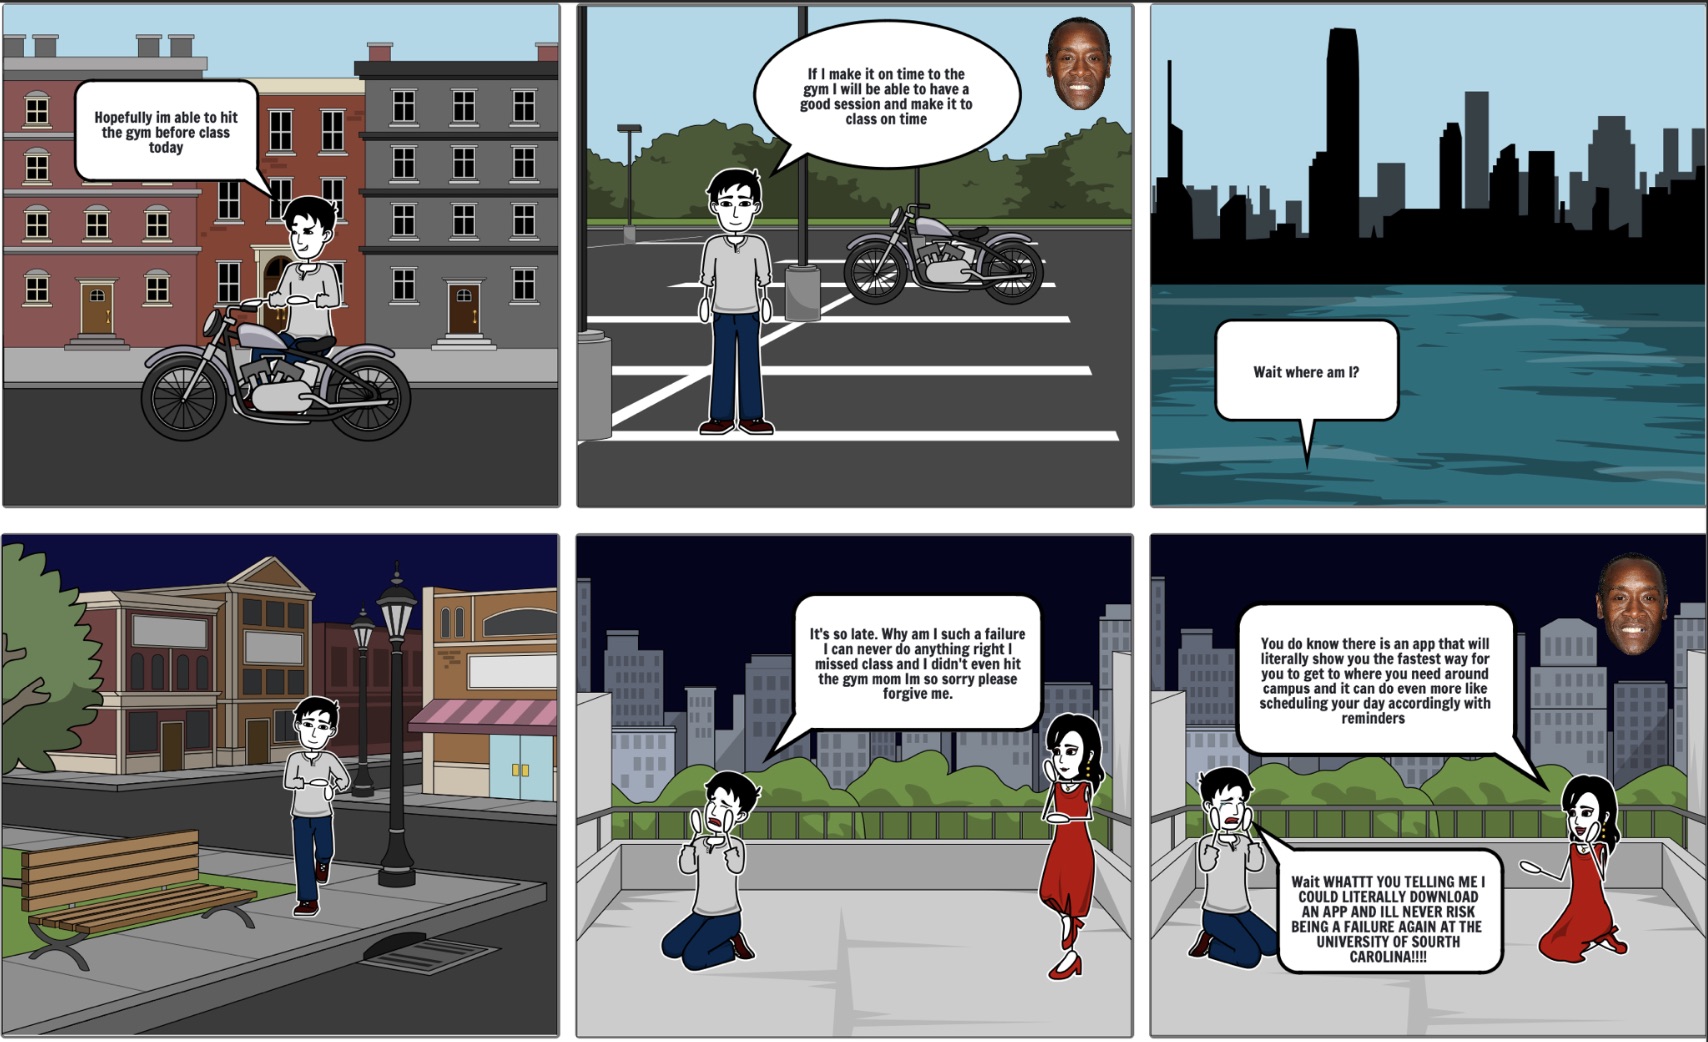 Hopefully im able to hit
the gym before class
today
If I make it on time to the
gym I will be able to have a
good session and make it to
class on time
Wait where am I?
It's so late. Why am I such a failure
I can never do anything right I
missed class and I didn't even hit
the gym mom Im so sorry please
forgive me.
You do know there is an app that will
literally show you the fastest way for
you to get to where you need around
campus and it can do even more like
scheduling your day accordingly with
reminders
Wait WHATTT YOU TELLING ME I
COULD LITERALLY DOWNLOAD
AN APP AND ILL NEVER RISK
BEING A FAILURE AGAIN AT THE
UNIVERSITY OF SOURTH
CAROLINA!!!!